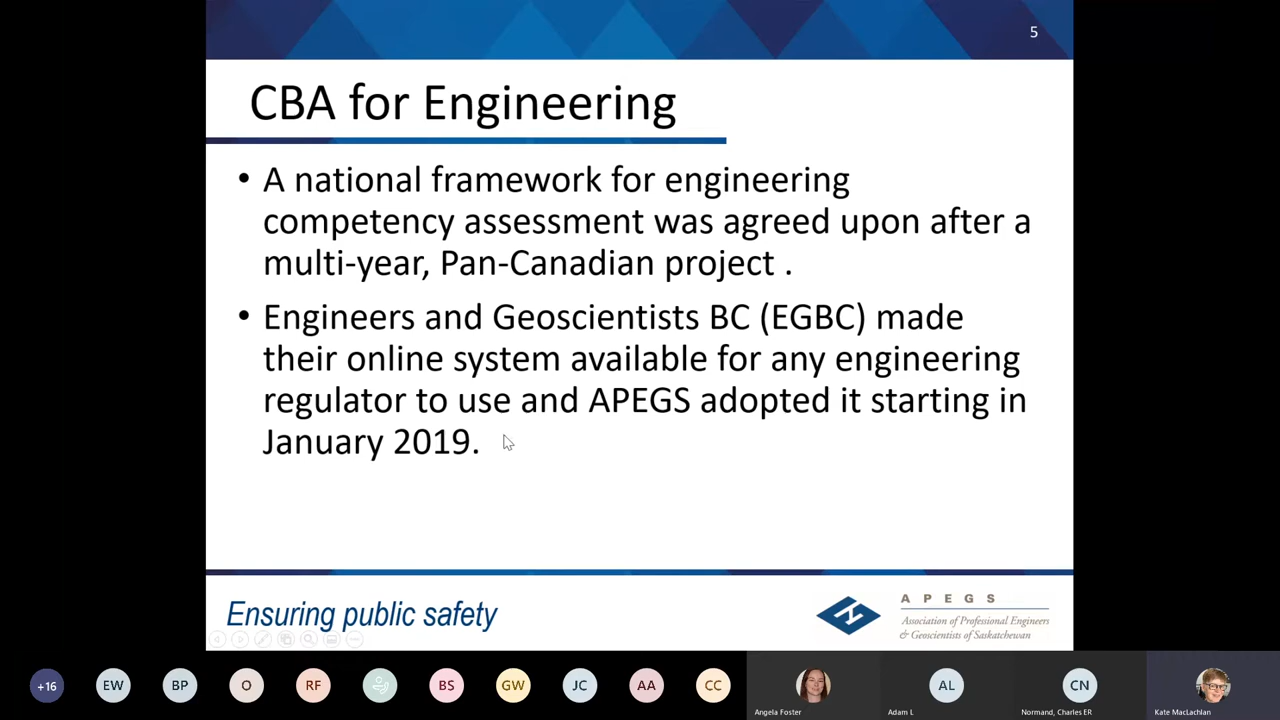 5
CBA for Engineering
• A national framework for engineering
competency assessment was agreed upon after a
multi-year, Pan-Canadian project .
• Engineers and Geoscientists BC (EGBC) made
their online system available for any engineering
regulator to use and APEGS adopted it starting in
January 2019.
Ensuring public safety
APEGS
Association of Professional Engineers
& Geoscientists of Saskatchewan
+16 EW BP O RF BS GW JC AA CC AL CN
Angela Foster Adam L Normand, Charles ER Kate MacLachlan